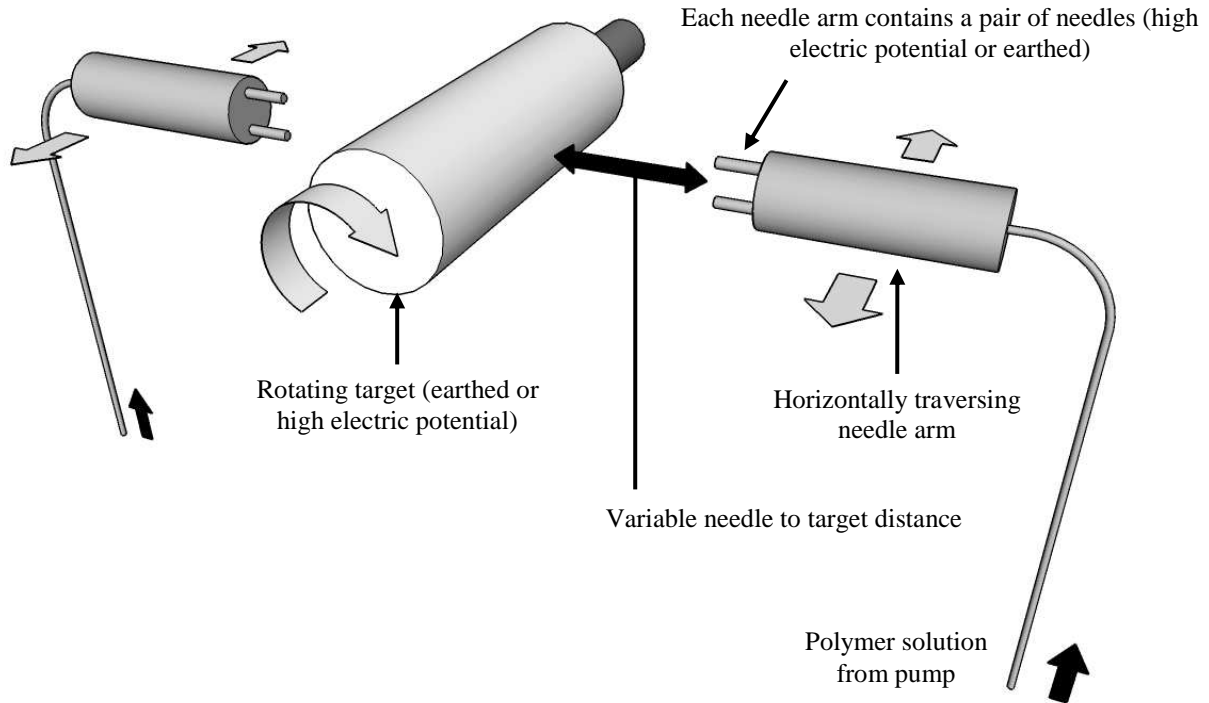 Each needle arm contains a pair of needles (high
electric potential or earthed)
Rotating target (earthed or
high electric potential)
Horizontally traversing
needle arm
Variable needle to target distance
Polymer solution
from pump